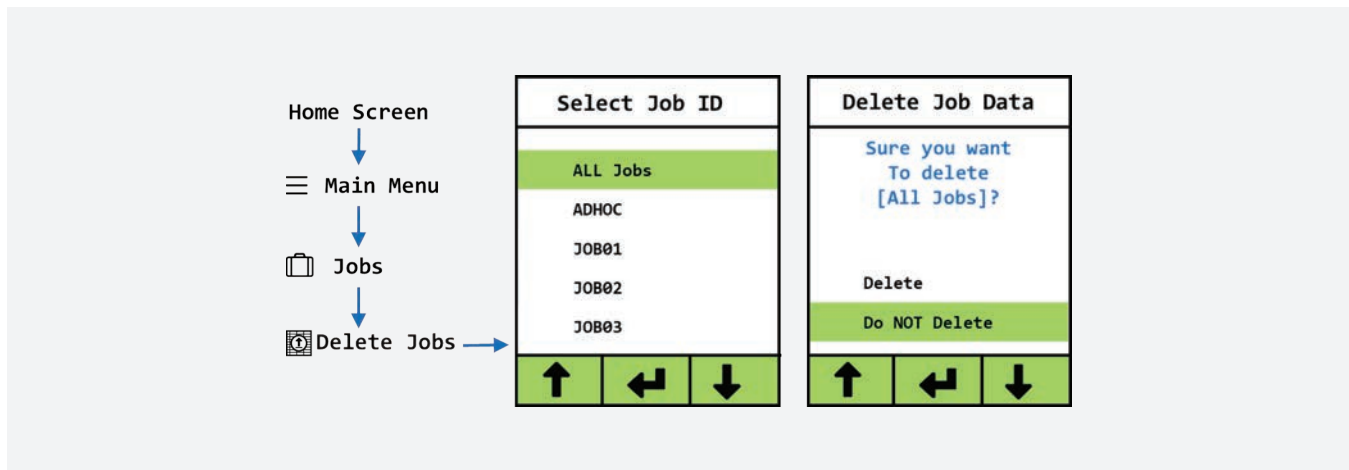 Home Screen
Main Menu
Jobs
Delete Jobs
Select Job ID
ALL Jobs
ADHOC
JOB01
JOB02
JOB03
Delete Job Data
Sure you want
To delete
[All Jobs]?
Delete
Do NOT Delete